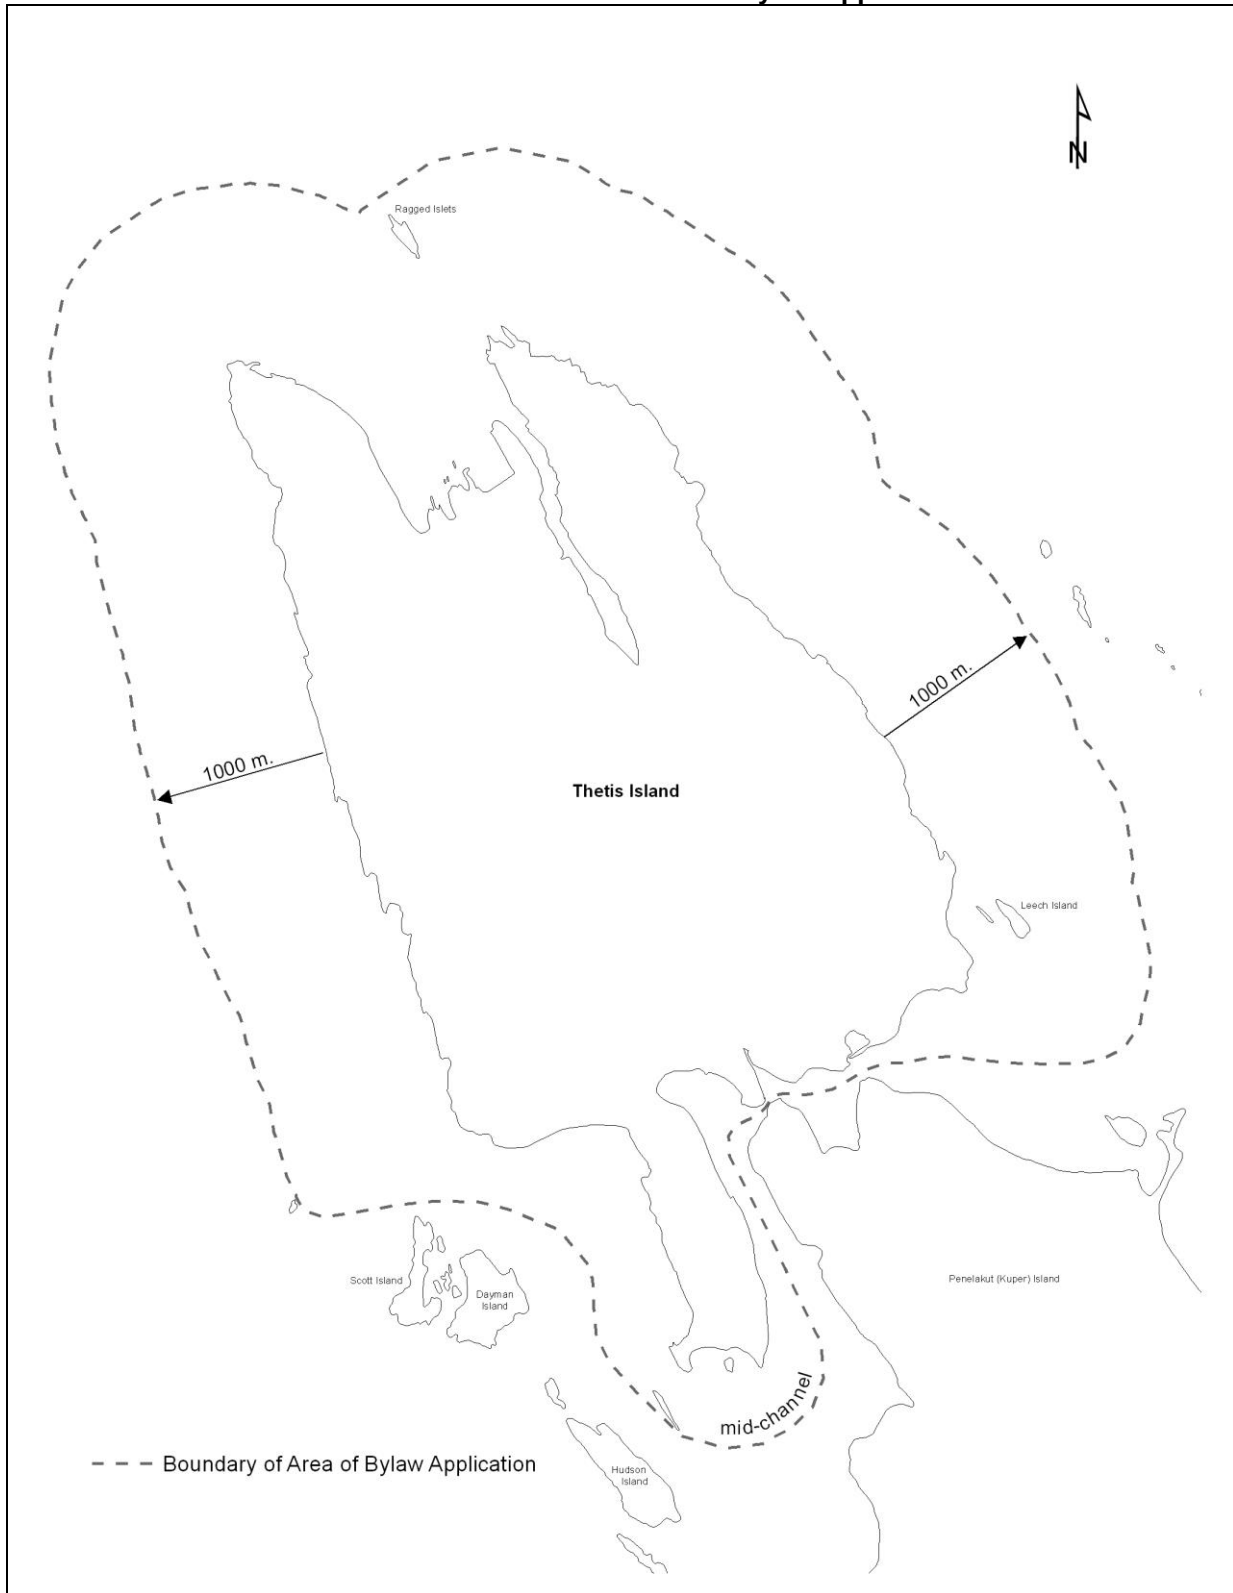 N
Ragged Islets
1000 m.
1000 m.
Thetis Island
Leech Island
Scott Island
Dayman
Island
Penelakut (Kuper) Island
mid-channel
Boundary of Area of Bylaw Application
Hudson
Island